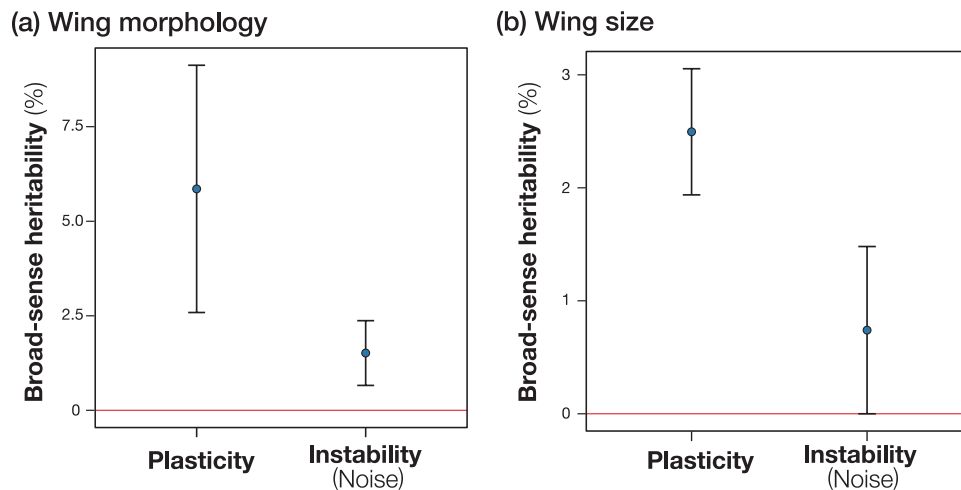 (a) Wing morphology
Broad-sense heritability (%)
7.5
5.0
2.5
0
Plasticity
Instability
(Noise)
(b) Wing size
Broad-sense heritability (%)
3
2
1
0
Plasticity
Instability
(Noise)